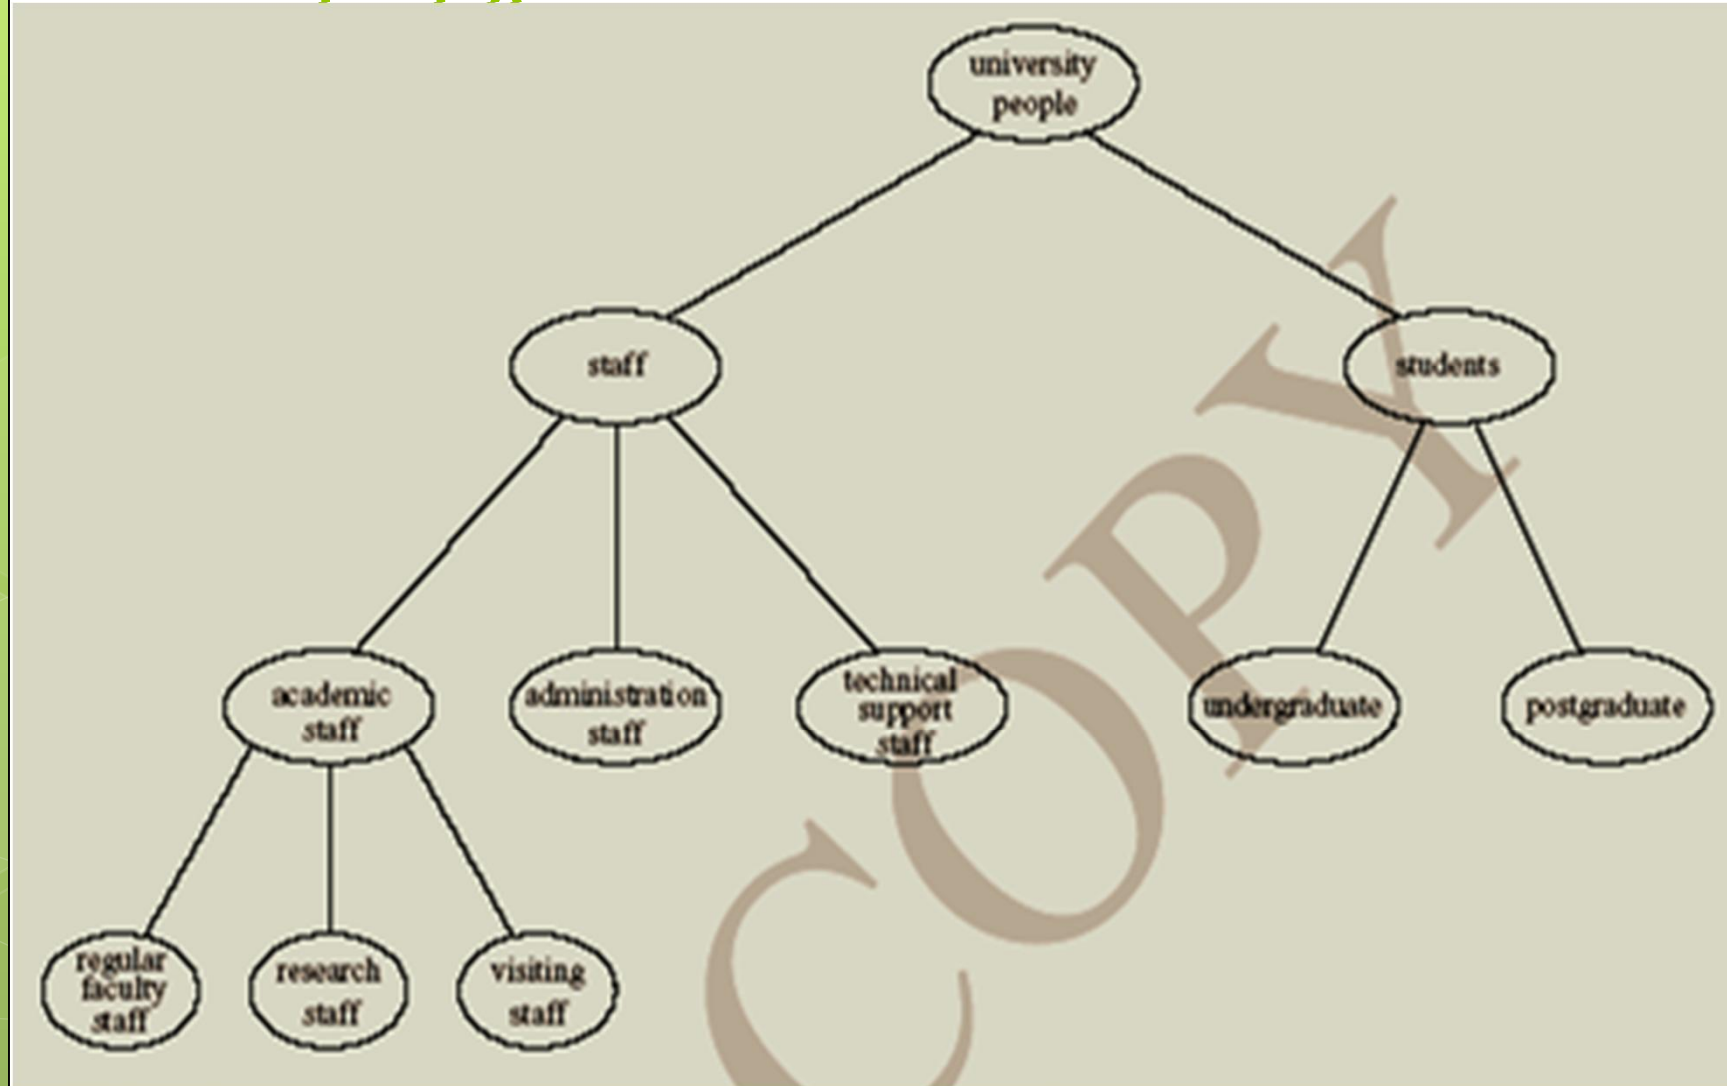 university
people
staff
students
academic
staff
administration
staff
technical
support
staff
undergraduate
postgraduate
regular
faculty
staff
research
staff
visiting
staff
COPY